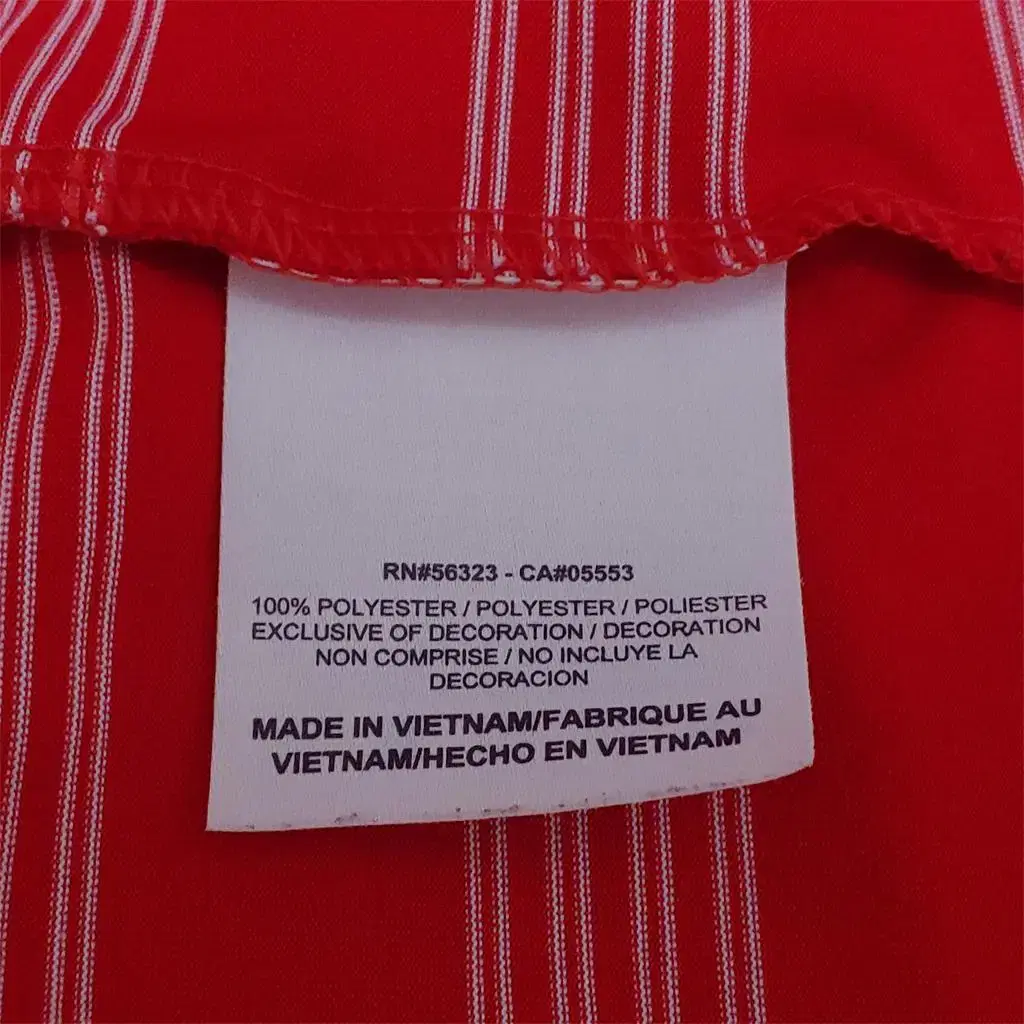 RN#56323 - CA#05553
100% POLYESTER / POLYESTER / POLIESTER
EXCLUSIVE OF DECORATION / DECORATION
NON COMPRISE / NO INCLUYE LA
DECORACION
MADE IN VIETNAM/FABRIQUE AU
VIETNAM/HECHO EN VIETNAM